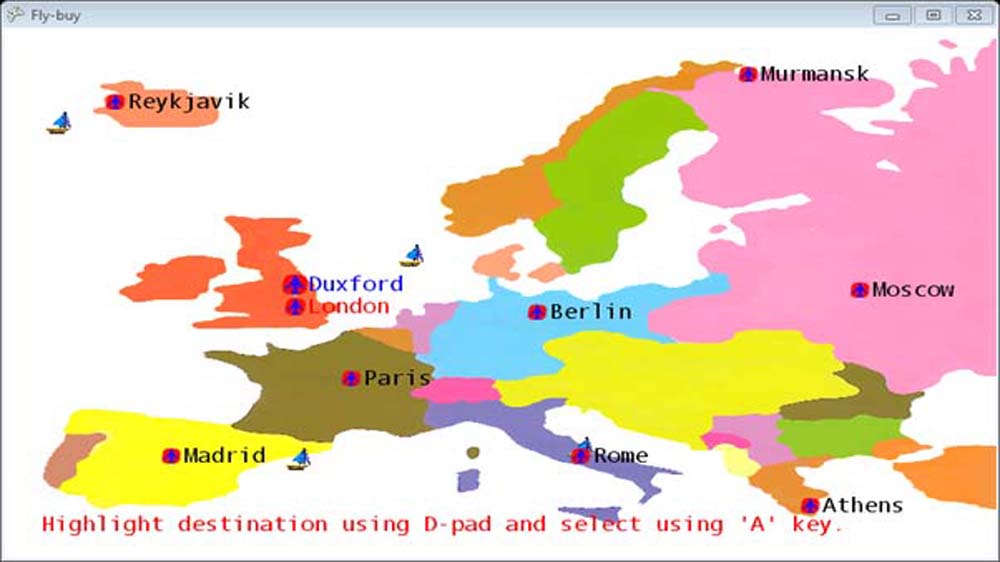 Fly-buy
Murmansk
Reykjavik
Duxford
Moscow
London
Berlin
Paris
Madrid
Rome
Athens
Highlight destination using D-pad and select using 'A' key.